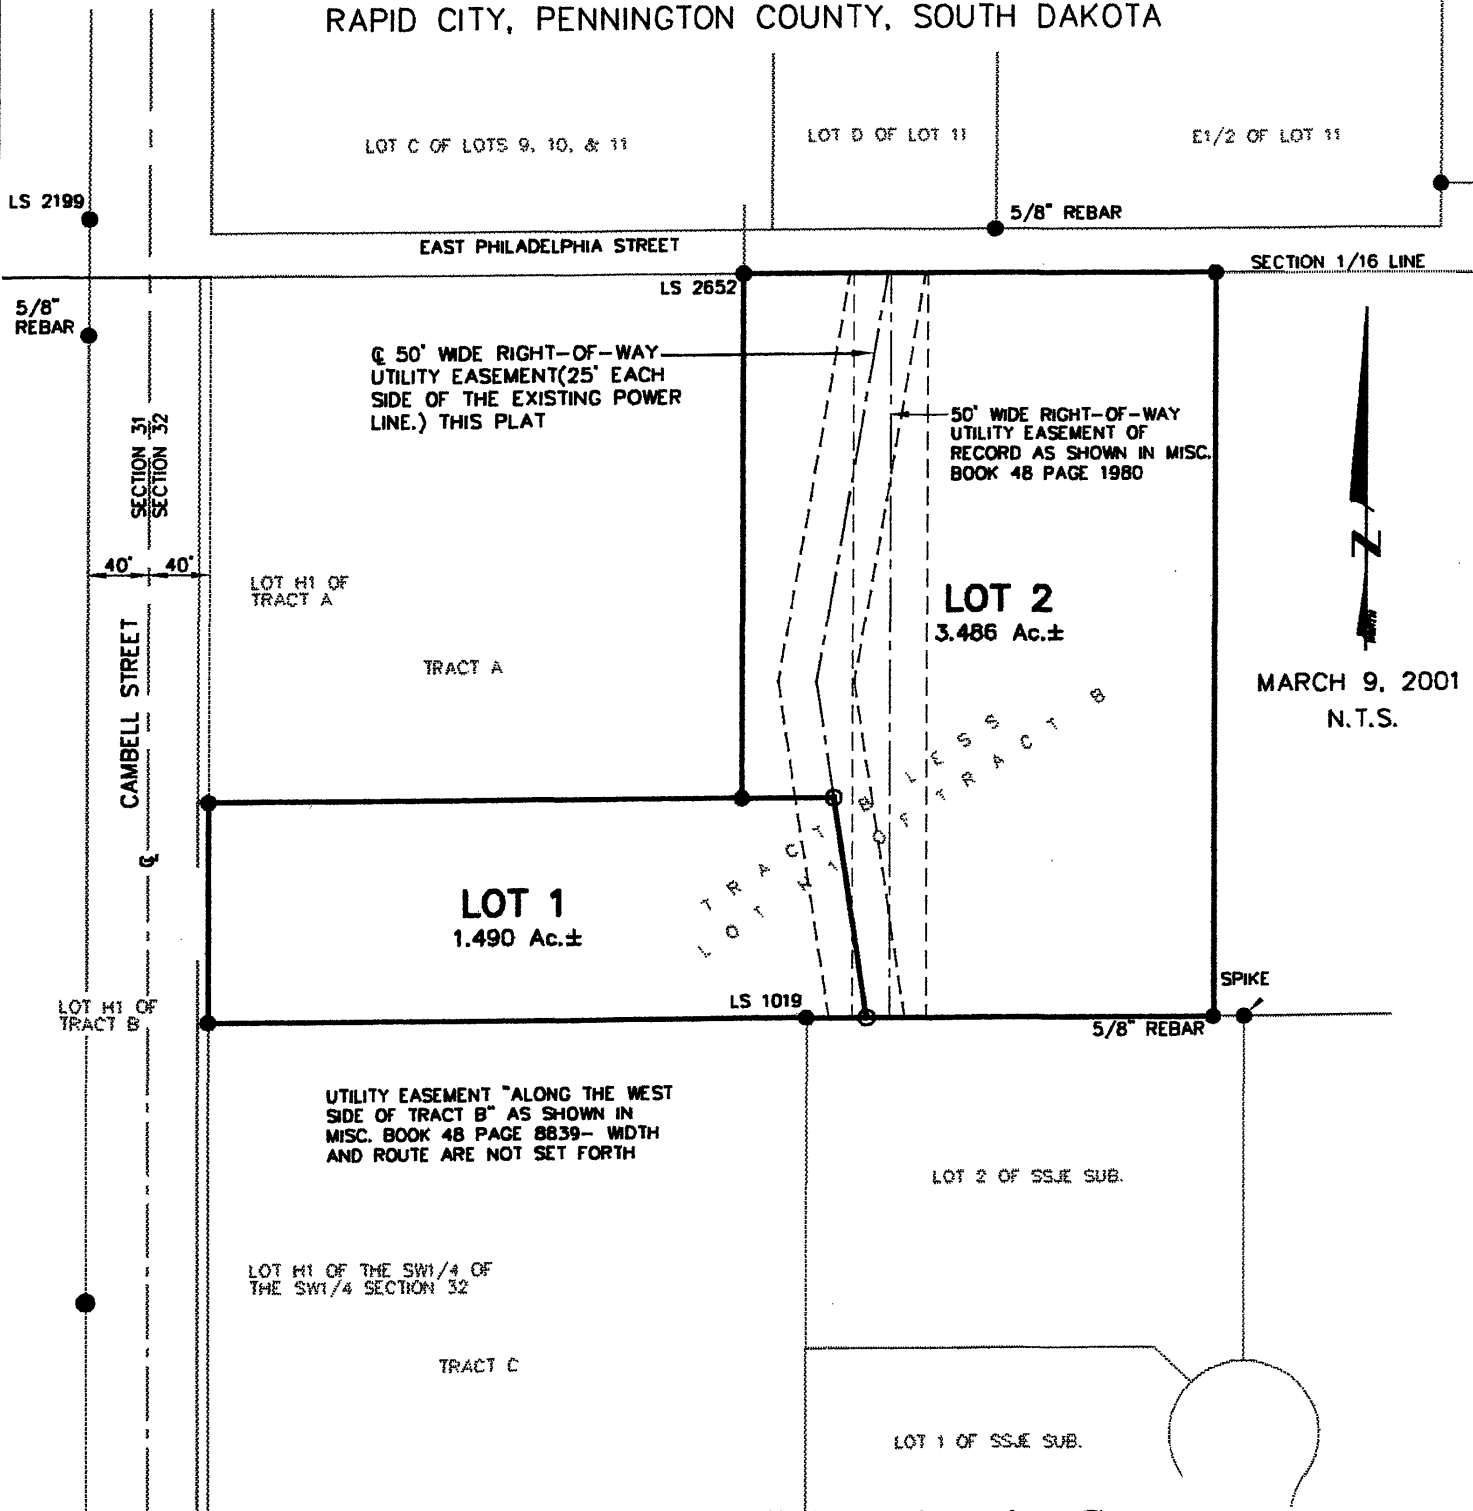 RAPID CITY, PENNINGTON COUNTY, SOUTH DAKOTA
LOT C OF LOTS 9, 10, & 11
LOT D OF LOT 11
E1/2 OF LOT 11
LS 2199
5/8" REBAR
EAST PHILADELPHIA STREET
SECTION 1/16 LINE
LS 2652
5/8"
REBAR
℄ 50' WIDE RIGHT-OF-WAY
UTILITY EASEMENT(25' EACH
SIDE OF THE EXISTING POWER
LINE.) THIS PLAT
50' WIDE RIGHT-OF-WAY
UTILITY EASEMENT OF
RECORD AS SHOWN IN MISC.
BOOK 48 PAGE 1980
SECTION 31
SECTION 32
40' 40'
LOT H1 OF
TRACT A
TRACT A
LOT 2
3.486 Ac.±
N
NORTH
MARCH 9, 2001
N.T.S.
CAMBELL STREET
℄
TRACT B LESS
LOT H1 OF TRACT B
LOT 1
1.490 Ac.±
LS 1019
SPIKE
5/8" REBAR
LOT H1 OF
TRACT B
UTILITY EASEMENT "ALONG THE WEST
SIDE OF TRACT B" AS SHOWN IN
MISC. BOOK 48 PAGE 8839- WIDTH
AND ROUTE ARE NOT SET FORTH
LOT 2 OF SSJE SUB.
LOT H1 OF THE SW1/4 OF
THE SW1/4 SECTION 32
TRACT C
LOT 1 OF SSJE SUB.